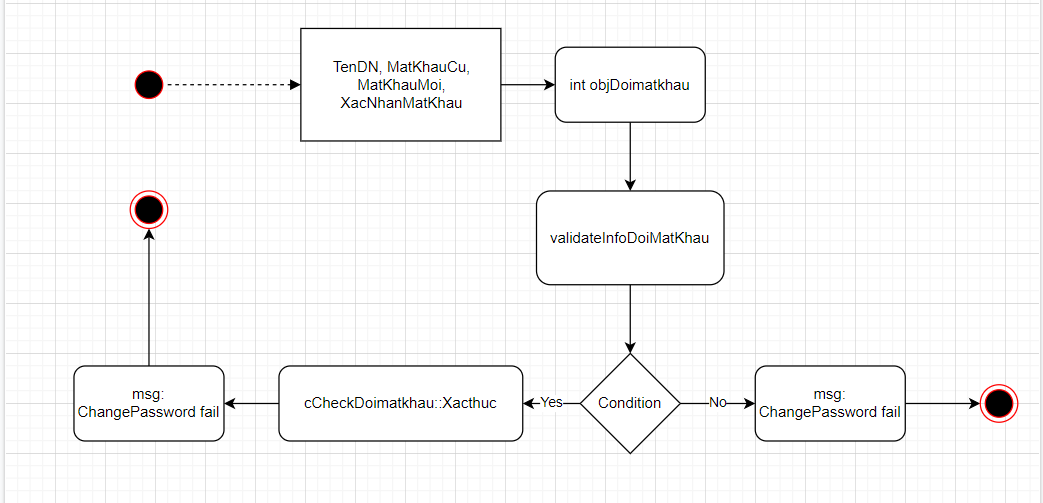 TenDN, MatKhauCu,
MatKhauMoi,
XacNhanMatKhau
int objDoimatkhau
validateInfoDoiMatKhau
Condition
Yes
No
cCheckDoimatkhau::Xacthuc
msg:
ChangePassword fail
msg:
ChangePassword fail